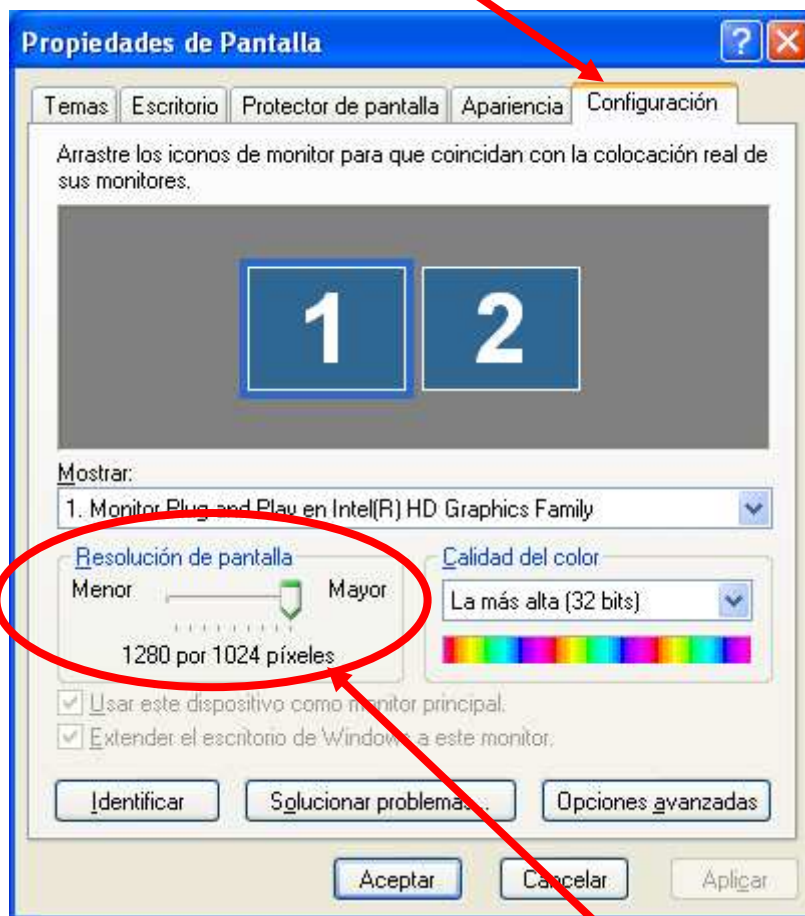 Propiedades de Pantalla
Temas Escritorio Protector de pantalla Apariencia Configuración
Arrastre los iconos de monitor para que coincidan con la colocación real de
sus monitores.
1 2
Mostrar:
1. Monitor Plug and Play en Intel(R) HD Graphics Family
Resolución de pantalla
Menor Mayor
1280 por 1024 píxeles
Calidad del color
La más alta (32 bits)
Usar este dispositivo como monitor principal.
Extender el escritorio de Windows a este monitor.
Identificar Solucionar problemas... Opciones avanzadas
Aceptar Cancelar Aplicar